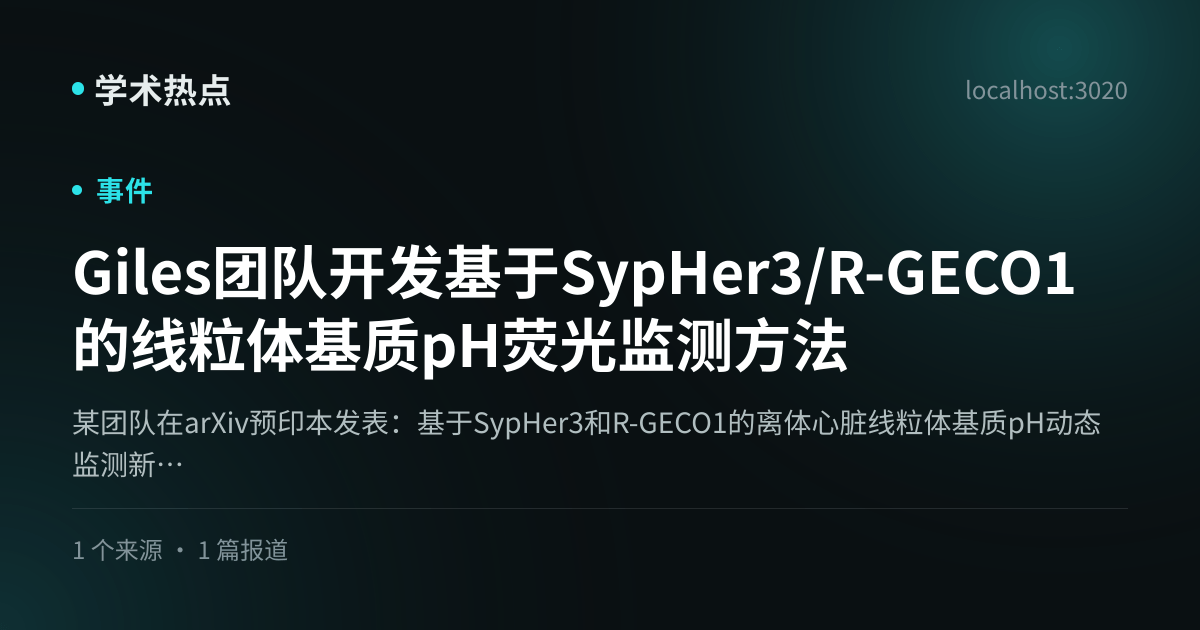 学术热点
localhost:3020
事件
Giles团队开发基于SypHer3/R-GECO1
的线粒体基质pH荧光监测方法
某团队在arXiv预印本发表：基于SypHer3和R-GECO1的离体心脏线粒体基质pH动态
监测新…
1 个来源 · 1 篇报道